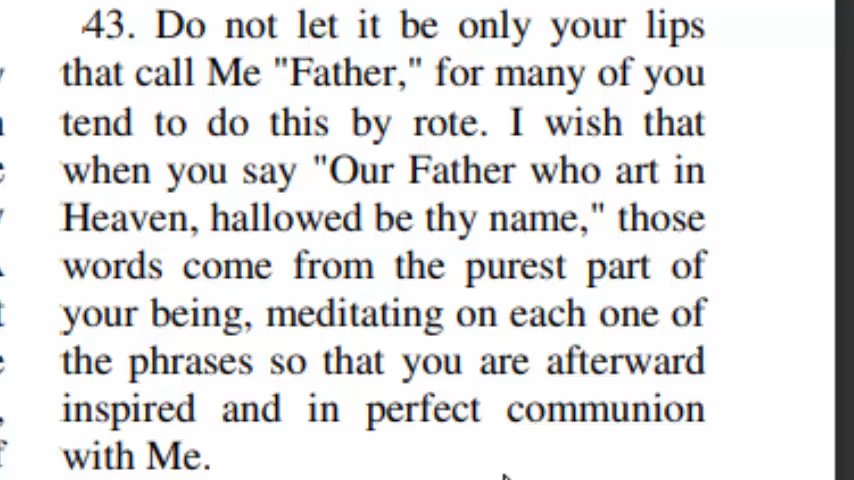 43. Do not let it be only your lips
that call Me "Father," for many of you
tend to do this by rote. I wish that
when you say "Our Father who art in
Heaven, hallowed be thy name," those
words come from the purest part of
your being, meditating on each one of
the phrases so that you are afterward
inspired and in perfect communion
with Me.